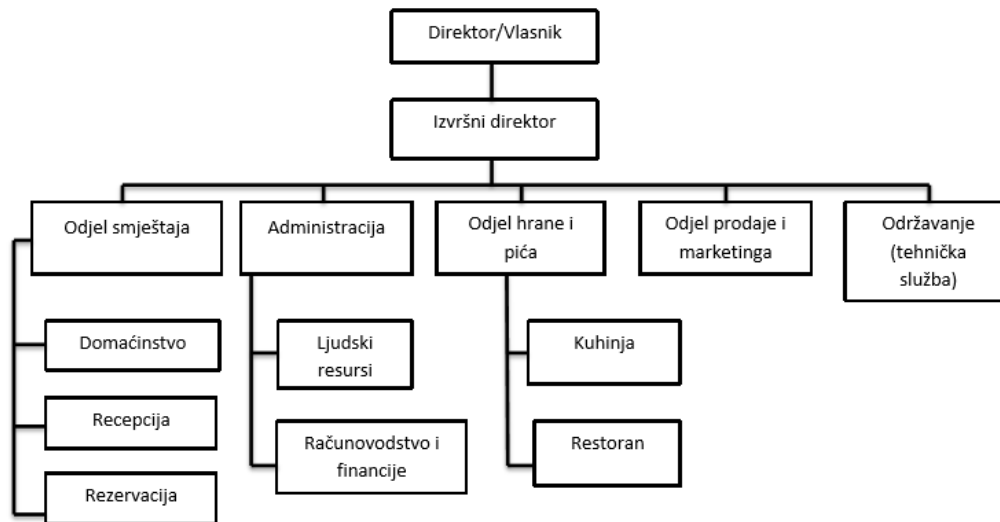 Direktor/Vlasnik
Izvršni direktor
Odjel smještaja
Administracija
Odjel hrane i
pića
Odjel prodaje i
marketinga
Održavanje
(tehnička
služba)
Domaćinstvo
Ljudski
resursi
Kuhinja
Recepcija
Računovodstvo i
financije
Restoran
Rezervacija